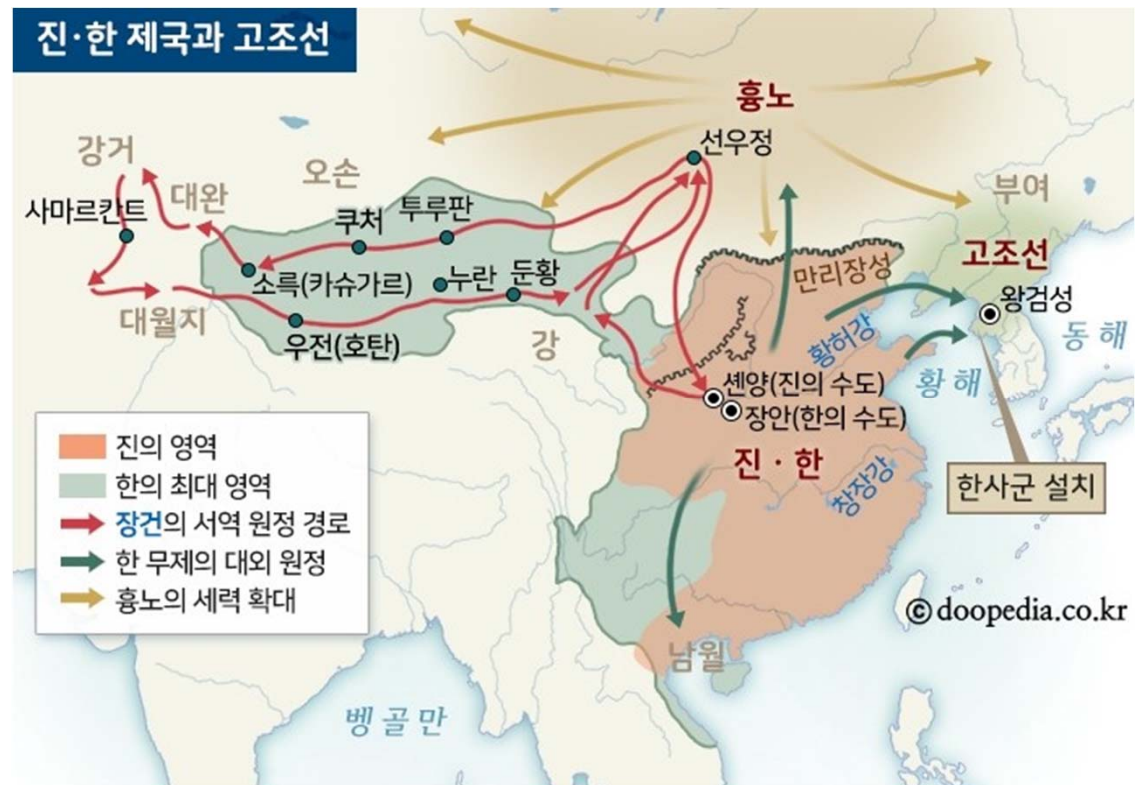 진·한 제국과 고조선
흉노
선우정
강거
오손
대완
부여
사마르칸트
쿠처
투루판
고조선
만리장성
소륵(카슈가르)
누란
둔황
왕검성
대월지
우전(호탄)
강
황허강
동해
황해
셴양(진의 수도)
장안(한의 수도)
진·한
창장강
한사군 설치
진의 영역
한의 최대 영역
장건의 서역 원정 경로
한 무제의 대외 원정
흉노의 세력 확대
ⓒ doopedia.co.kr
남월
벵골만